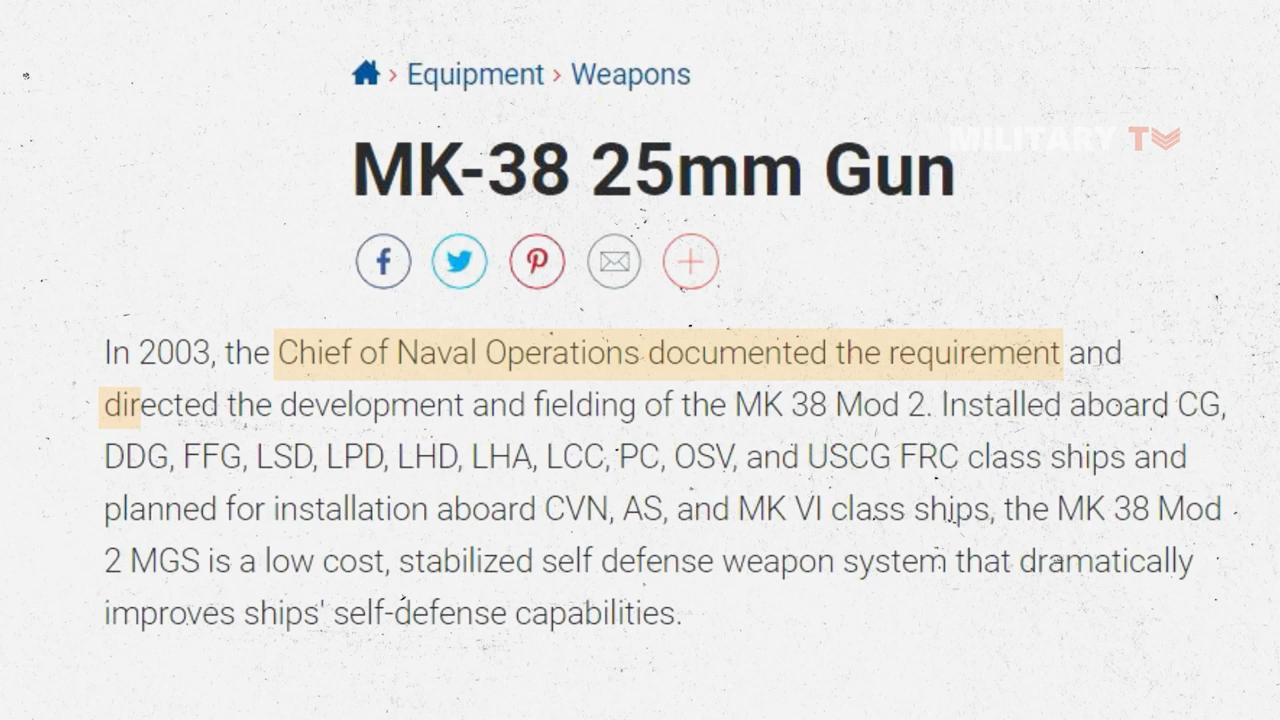 Equipment > Weapons
MILITARY TV
MK-38 25mm Gun
In 2003, the Chief of Naval Operations documented the requirement and
directed the development and fielding of the MK 38 Mod 2. Installed aboard CG,
DDG, FFG, LSD, LPD, LHD, LHA, LCC, PC, OSV, and USCG FRC class ships and
planned for installation aboard CVN, AS, and MK VI class ships, the MK 38 Mod
2 MGS is a low cost, stabilized self defense weapon system that dramatically
improves ships' self-defense capabilities.